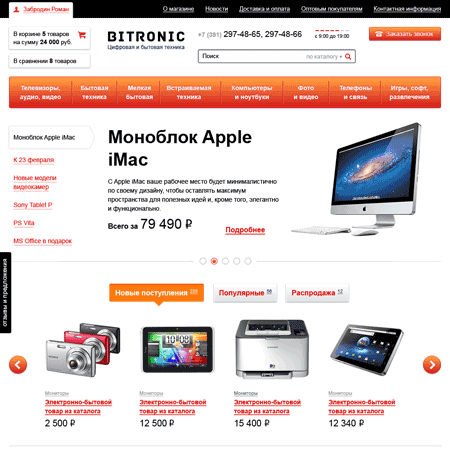 Забродин Роман
О магазине Новости Доставка и оплата Оптовым покупателям Контактная информация
В корзине 5 товаров
на сумму 24 000 руб.
В сравнении 8 товаров
BITRONIC
Цифровая и бытовая техника
+7 (381) 297-48-65, 297-48-66
с 9:00 до 19:00
Заказать звонок
Поиск
по каталогу
Телевизоры, аудио, видео
Бытовая техника
Мелкая бытовая
Встраиваемая техника
Компьютеры и ноутбуки
Фото и видео
Телефоны и связь
Игры, софт, развлечения
Моноблок Apple iMac
К 23 февраля
Новые модели
видеокамер
Sony Tablet P
PS Vita
MS Office в подарок
Моноблок Apple
iMac
С Apple iMac ваше рабочее место будет минималистично
по своему дизайну, чтобы оставлять максимум
пространства для полезных идей и, кроме того, элегантно
и функционально.
Всего за 79 490 ₽
Подробнее
отзывы и предложения
Новые поступления
Популярные
Распродажа 12
Мониторы
Электронно-бытовой
товар из каталога
2 500 ₽
Мониторы
Электронно-бытовой
товар из каталога
12 500 ₽
Мониторы
Электронно-бытовой
товар из каталога
15 400 ₽
Мониторы
Электронно-бытовой
товар из каталога
12 340 ₽